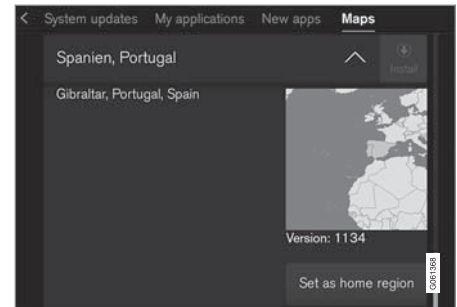 < System updates My applications New apps Maps
Spanien, Portugal
Install
Gibraltar, Portugal, Spain
Version: 1134
Set as home region
G061368